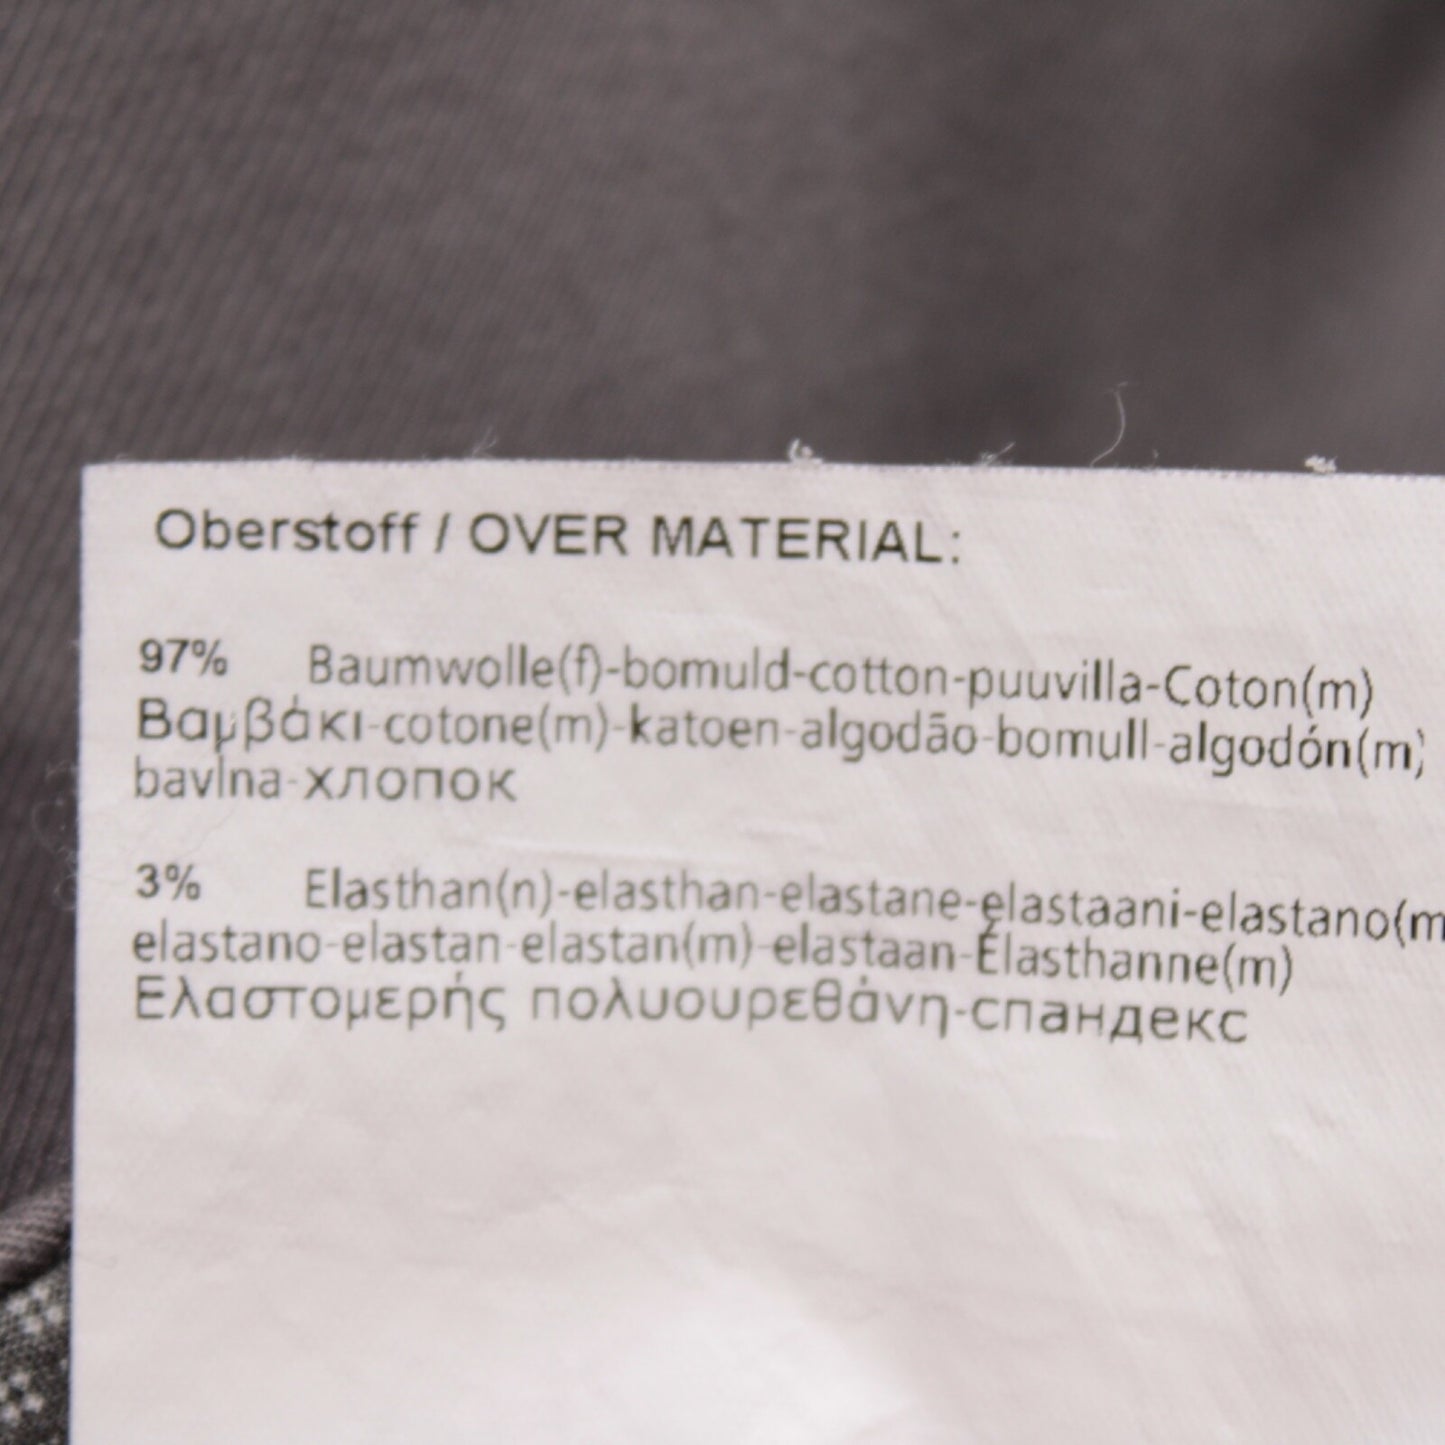 Oberstoff / OVER MATERIAL:
97% Baumwolle(f)-bomuld-cotton-puuvilla-Coton(m)
Βαμβάκι-cotone(m)-katoen-algodão-bomull-algodón(m)
bavlna-хлопок
3% Elasthan(n)-elasthan-elastane-elastaani-elastano(m
elastano-elastan-elastan(m)-elastaan-Élasthanne(m)
Ελαστομερής πολυουρεθάνη-спандекс